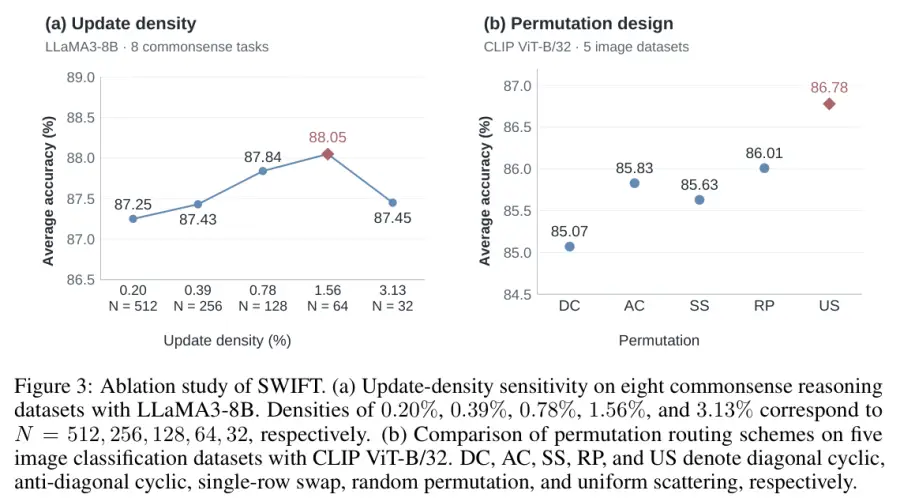 (a) Update density
LLaMA3-8B · 8 commonsense tasks
Average accuracy (%)
89.0
88.5
88.0
87.5
87.0
86.5
87.25
87.43
87.84
88.05
87.45
0.20 0.39 0.78 1.56 3.13
N = 512 N = 256 N = 128 N = 64 N = 32
Update density (%)
(b) Permutation design
CLIP ViT-B/32 · 5 image datasets
Average accuracy (%)
87.0
86.5
86.0
85.5
85.0
84.5
85.07
85.83
85.63
86.01
86.78
DC AC SS RP US
Permutation
Figure 3: Ablation study of SWIFT. (a) Update-density sensitivity on eight commonsense reasoning
datasets with LLaMA3-8B. Densities of 0.20%, 0.39%, 0.78%, 1.56%, and 3.13% correspond to
N = 512, 256, 128, 64, 32, respectively. (b) Comparison of permutation routing schemes on five
image classification datasets with CLIP ViT-B/32. DC, AC, SS, RP, and US denote diagonal cyclic,
anti-diagonal cyclic, single-row swap, random permutation, and uniform scattering, respectively.